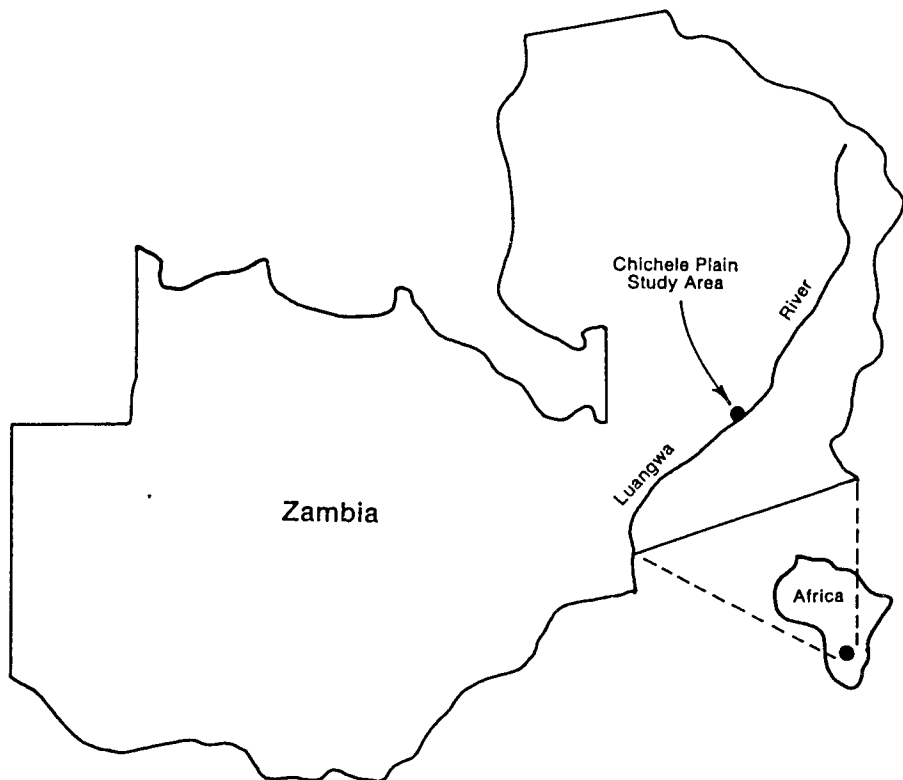 Chichele Plain
Study Area
River
Luangwa
Zambia
Africa